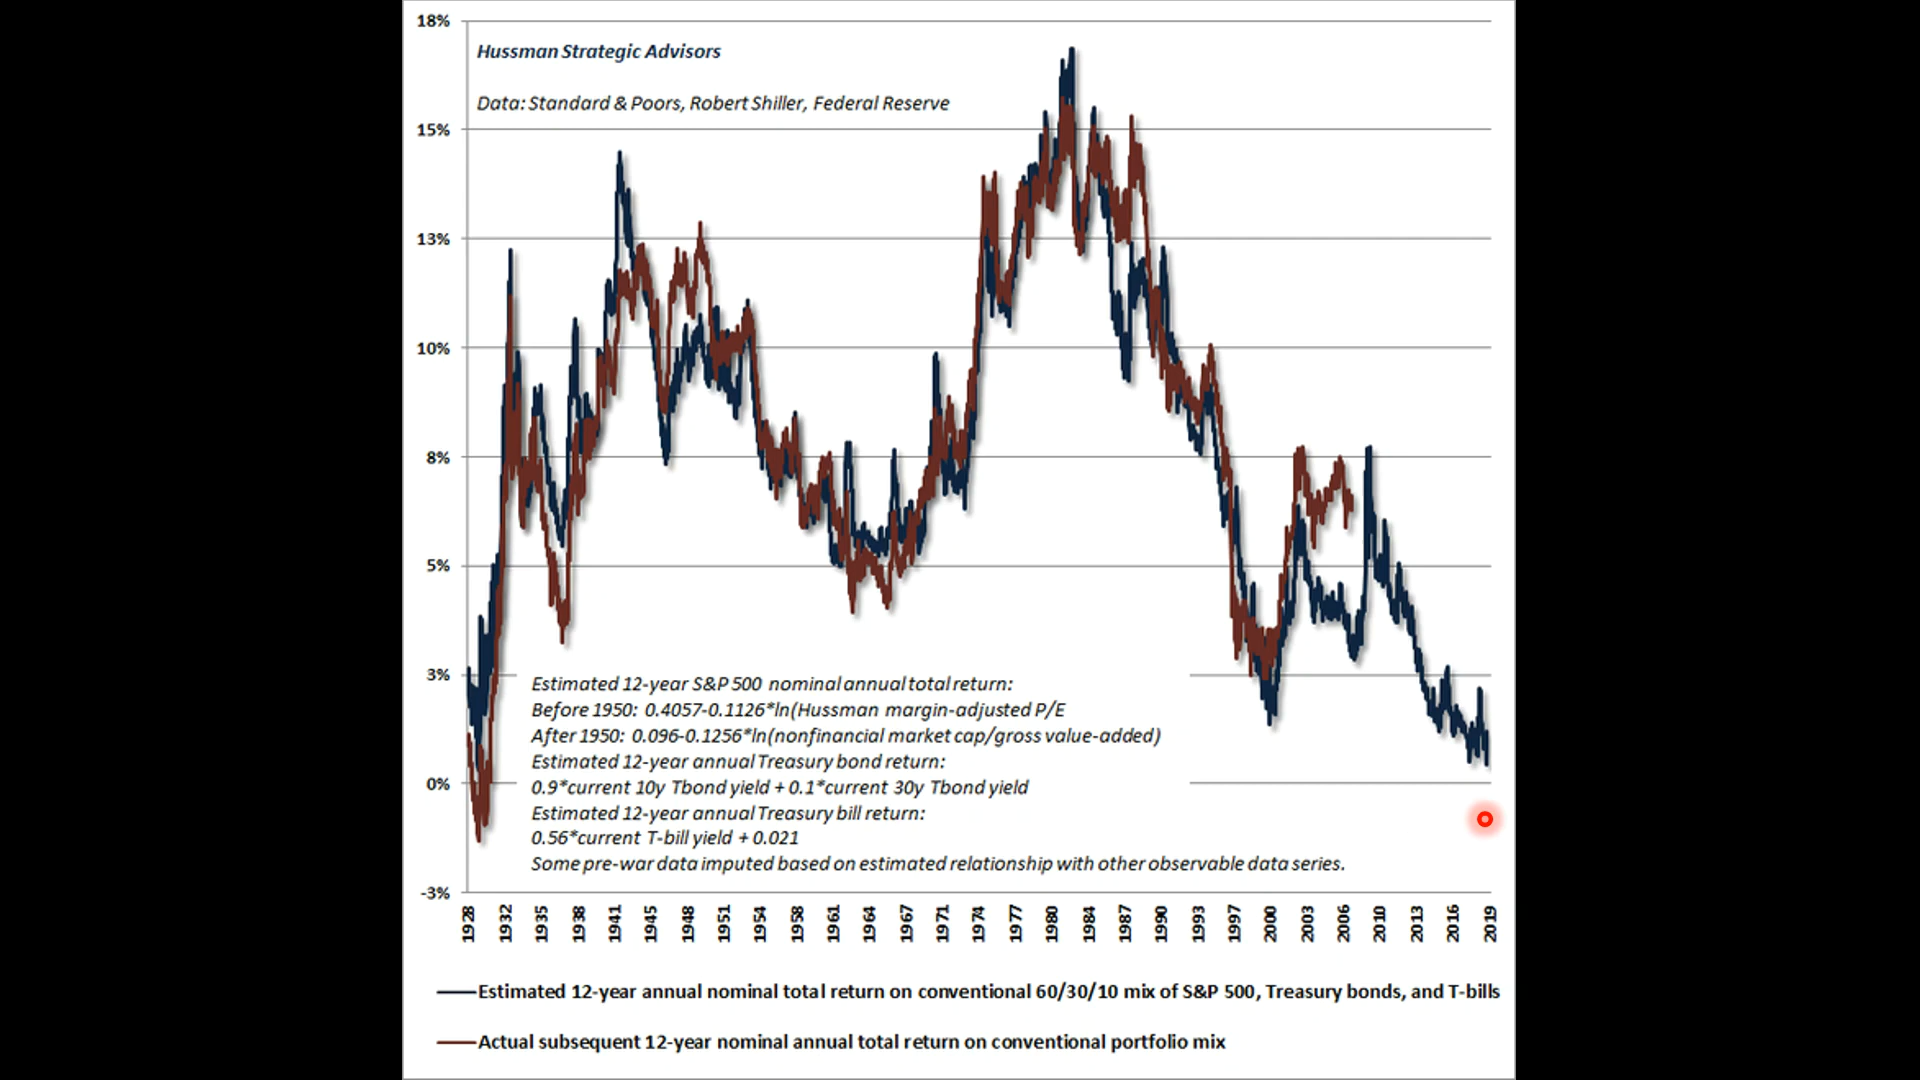 18%
Hussman Strategic Advisors
Data: Standard & Poors, Robert Shiller, Federal Reserve
15%
13%
10%
8%
5%
3%
Estimated 12-year S&P 500 nominal annual total return:
Before 1950: 0.4057-0.1126*ln(Hussman margin-adjusted P/E
After 1950: 0.096-0.1256*ln(nonfinancial market cap/gross value-added)
Estimated 12-year annual Treasury bond return:
0%
0.9*current 10y Tbond yield + 0.1*current 30y Tbond yield
Estimated 12-year annual Treasury bill return:
0.56*current T-bill yield + 0.021
Some pre-war data imputed based on estimated relationship with other observable data series.
-3%
1928 1932 1935 1938 1941 1945 1948 1951 1954 1958 1961 1964 1967 1971 1974 1977 1980 1984 1987 1990 1993 1997 2000 2003 2006 2010 2013 2016 2019
Estimated 12-year annual nominal total return on conventional 60/30/10 mix of S&P 500, Treasury bonds, and T-bills
Actual subsequent 12-year nominal annual total return on conventional portfolio mix